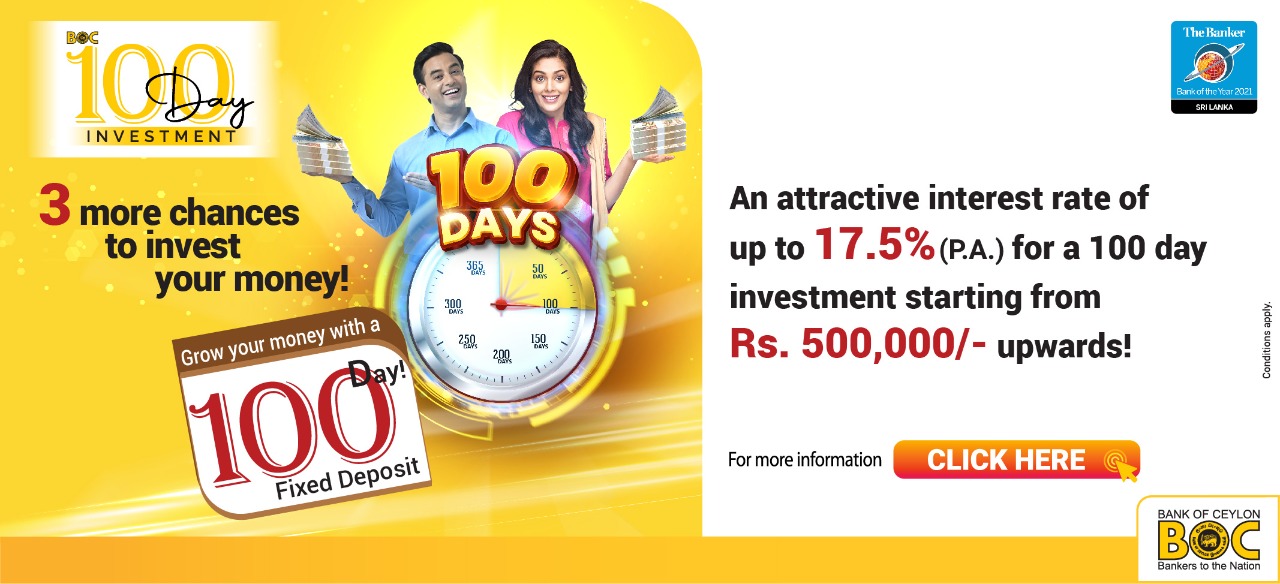 BOC
100
Day
INVESTMENT
3 more chances
to invest
your money!
Grow your money with a
100
Day!
Fixed Deposit
100
DAYS
365
DAYS
50
DAYS
300
DAYS
100
DAYS
250
DAYS
150
DAYS
200
DAYS
The Banker
Bank of the Year 2021
SRI LANKA
An attractive interest rate of
up to 17.5% (P.A.) for a 100 day
investment starting from
Rs. 500,000/- upwards!
Conditions apply.
For more information CLICK HERE
BANK OF CEYLON
BOC
Bankers to the Nation